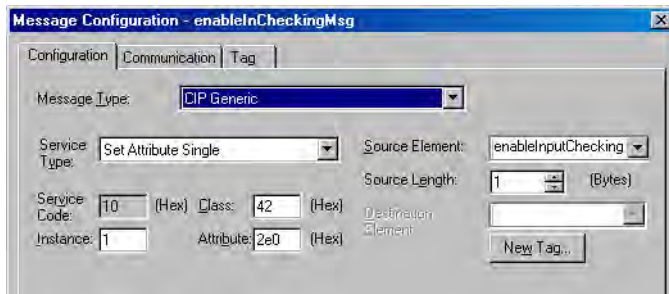 Message Configuration - enableInCheckingMsg
Configuration Communication Tag
Message Type: CIP Generic
Service Type: Set Attribute Single
Source Element: enableInputChecking
Source Length: 1 (Bytes)
Service Code: 10 (Hex) Class: 42 (Hex)
Destination Element
Instance: 1 Attribute: 2e0 (Hex)
New Tag...